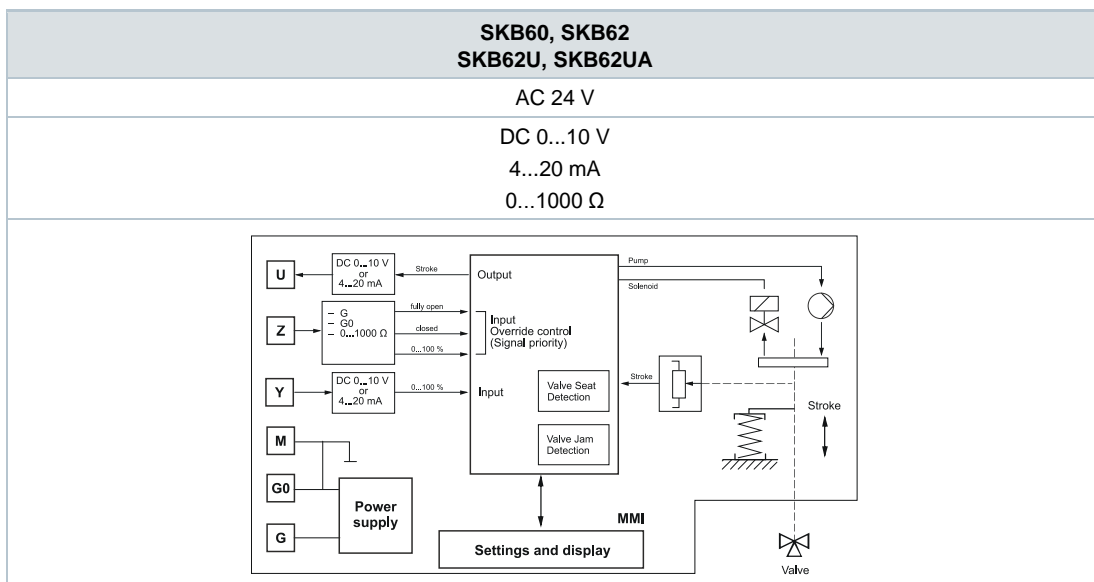 SKB60, SKB62
SKB62U, SKB62UA
AC 24 V
DC 0...10 V
4...20 mA
0...1000 Ω
U
DC 0...10 V
or
4...20 mA
Stroke
Output
Pump
Solenoid
Z
– G
– G0
– 0...1000 Ω
fully open
closed
0...100 %
Input
Override control
(Signal priority)
Y
DC 0...10 V
or
4...20 mA
0...100 %
Input
Valve Seat
Detection
Valve Jam
Detection
Stroke
Stroke
M
G0
G
Power
supply
MMI
Settings and display
Valve